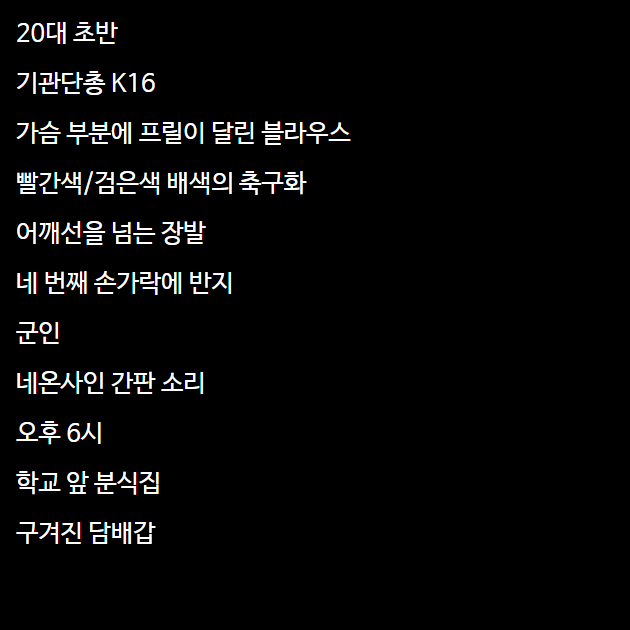 20대 초반
기관단총 K16
가슴 부분에 프릴이 달린 블라우스
빨간색/검은색 배색의 축구화
어깨선을 넘는 장발
네 번째 손가락에 반지
군인
네온사인 간판 소리
오후 6시
학교 앞 분식집
구겨진 담배갑